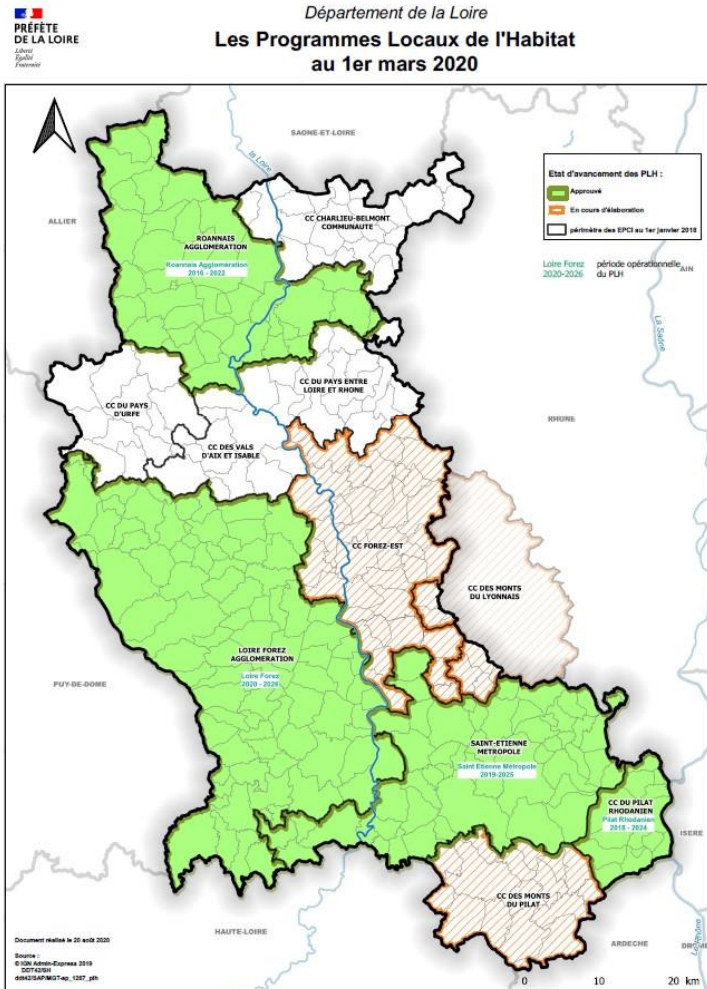 PRÉFÈTE
DE LA LOIRE
Liberté
Égalité
Fraternité
Département de la Loire
Les Programmes Locaux de l'Habitat
au 1er mars 2020
SAONE-ET-LOIRE
la Loire
Etat d'avancement des PLH :
Approuvé
En cours d'élaboration
périmètre des EPCI au 1er janvier 2018
Loire Forez
2020-2026
période opérationnelle
du PLH
ALLIER
AIN
La Saône
CC CHARLIEU-BELMONT
COMMUNAUTE
ROANNAIS
AGGLOMERATION
Roannais Agglomération
2016 - 2022
CC DU PAYS ENTRE
LOIRE ET RHONE
CC DU PAYS
D'URFE
CC DES VALS
D'AIX ET ISABLE
RHONE
CC FOREZ-EST
CC DES MONTS
DU LYONNAIS
LOIRE FOREZ
AGGLOMERATION
Loire Forez
2020 - 2026
PUY-DE-DOME
SAINT-ETIENNE
METROPOLE
Saint Etienne Métropole
2019-2025
CC DU PILAT
RHODANIEN
Pilat Rhodanien
2018 - 2024
ISERE
CC DES MONTS
DU PILAT
HAUTE-LOIRE
ARDECHE
Le Rhône
Document réalisé le 20 août 2020
Source :
© IGN Admin-Express 2019
DDT42/SH
ddt42/SAP/MGT-ap_1267_plh
0 10 20 km